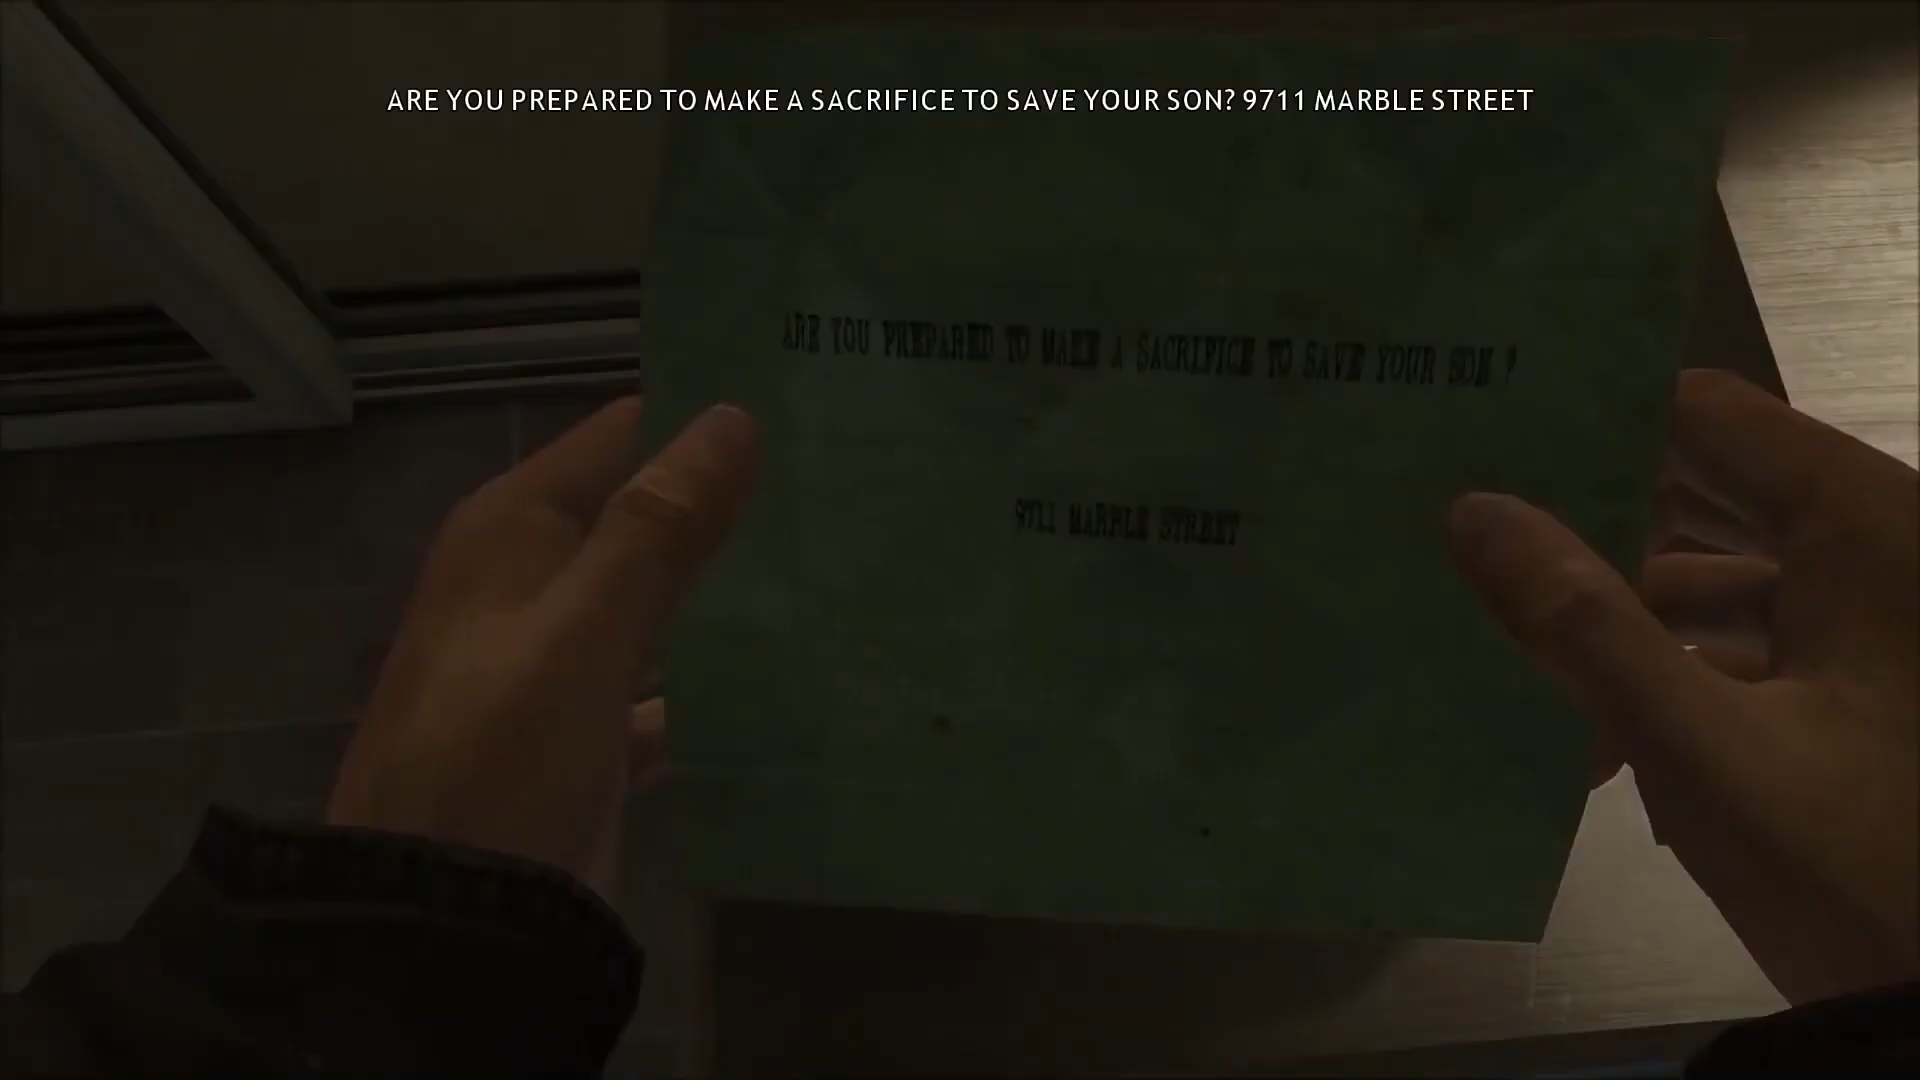 ARE YOU PREPARED TO MAKE A SACRIFICE TO SAVE YOUR SON? 9711 MARBLE STREET
ARE YOU PREPARED TO MAKE A SACRIFICE TO SAVE YOUR SON ?
9711 MARBLE STREET